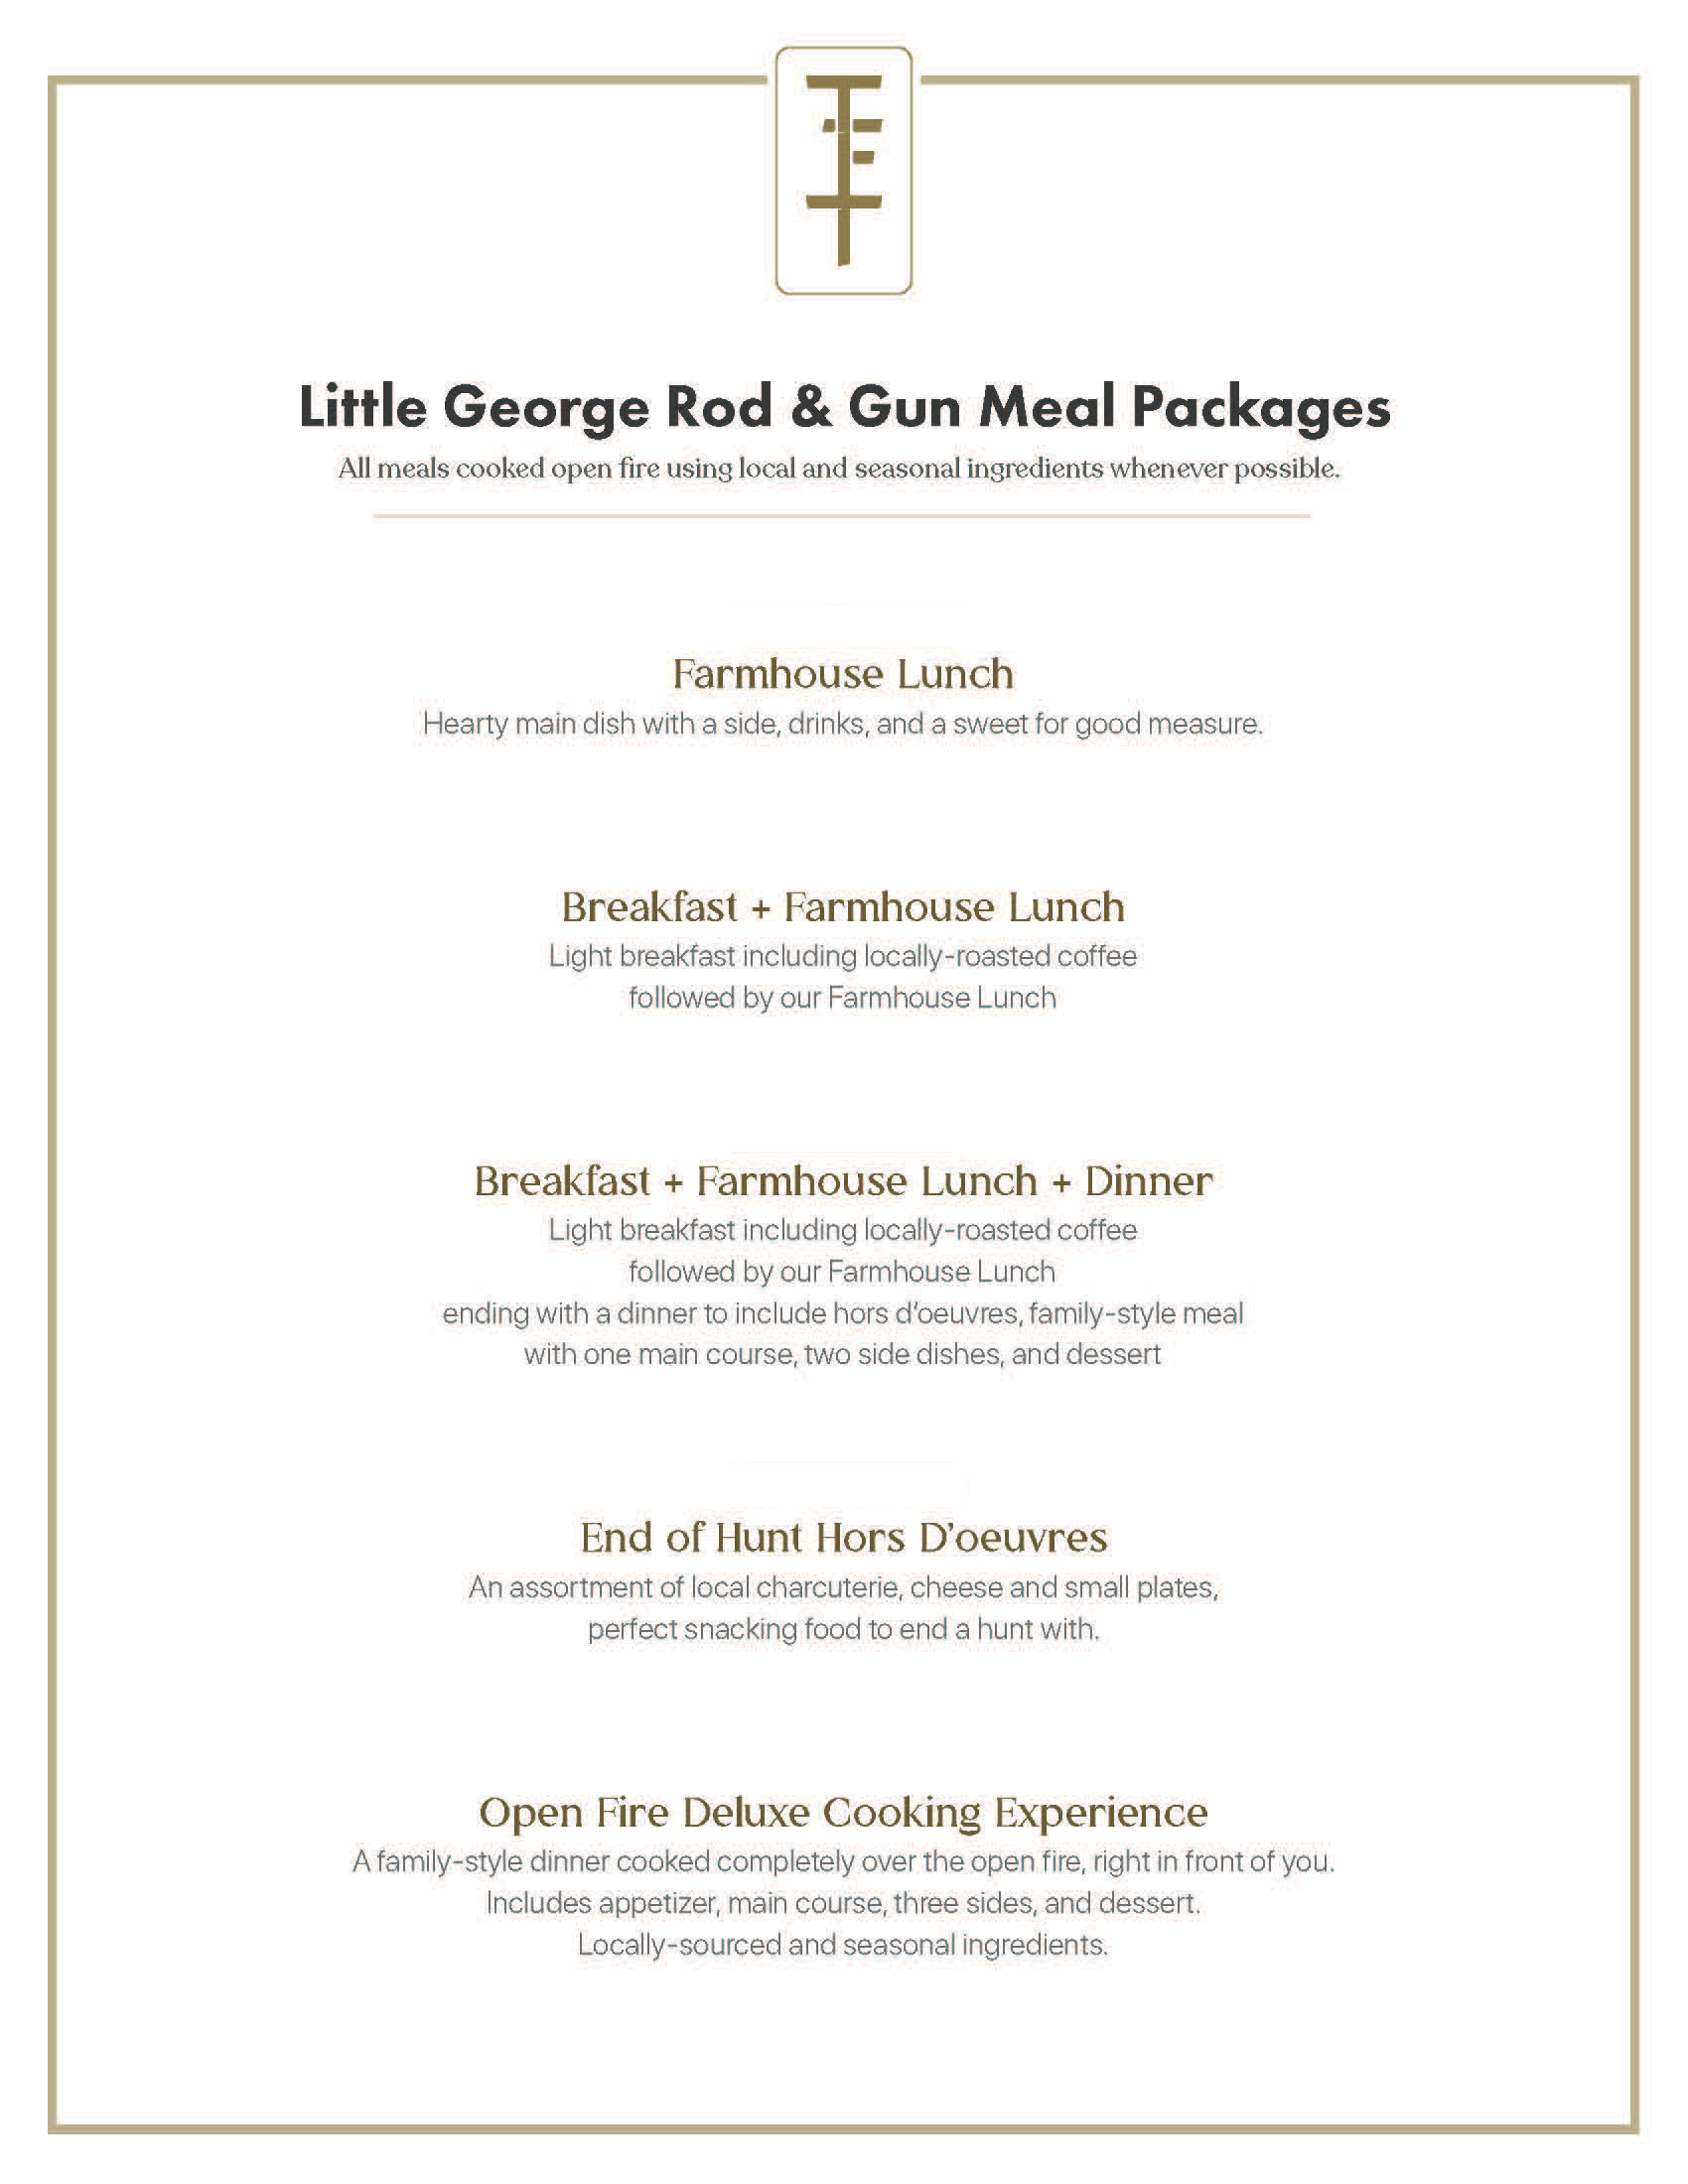 Little George Rod & Gun Meal Packages
All meals cooked open fire using local and seasonal ingredients whenever possible.
Farmhouse Lunch
Hearty main dish with a side, drinks, and a sweet for good measure.
Breakfast + Farmhouse Lunch
Light breakfast including locally-roasted coffee
followed by our Farmhouse Lunch
Breakfast + Farmhouse Lunch + Dinner
Light breakfast including locally-roasted coffee
followed by our Farmhouse Lunch
ending with a dinner to include hors d’oeuvres, family-style meal
with one main course, two side dishes, and dessert
End of Hunt Hors D’oeuvres
An assortment of local charcuterie, cheese and small plates,
perfect snacking food to end a hunt with.
Open Fire Deluxe Cooking Experience
A family-style dinner cooked completely over the open fire, right in front of you.
Includes appetizer, main course, three sides, and dessert.
Locally-sourced and seasonal ingredients.